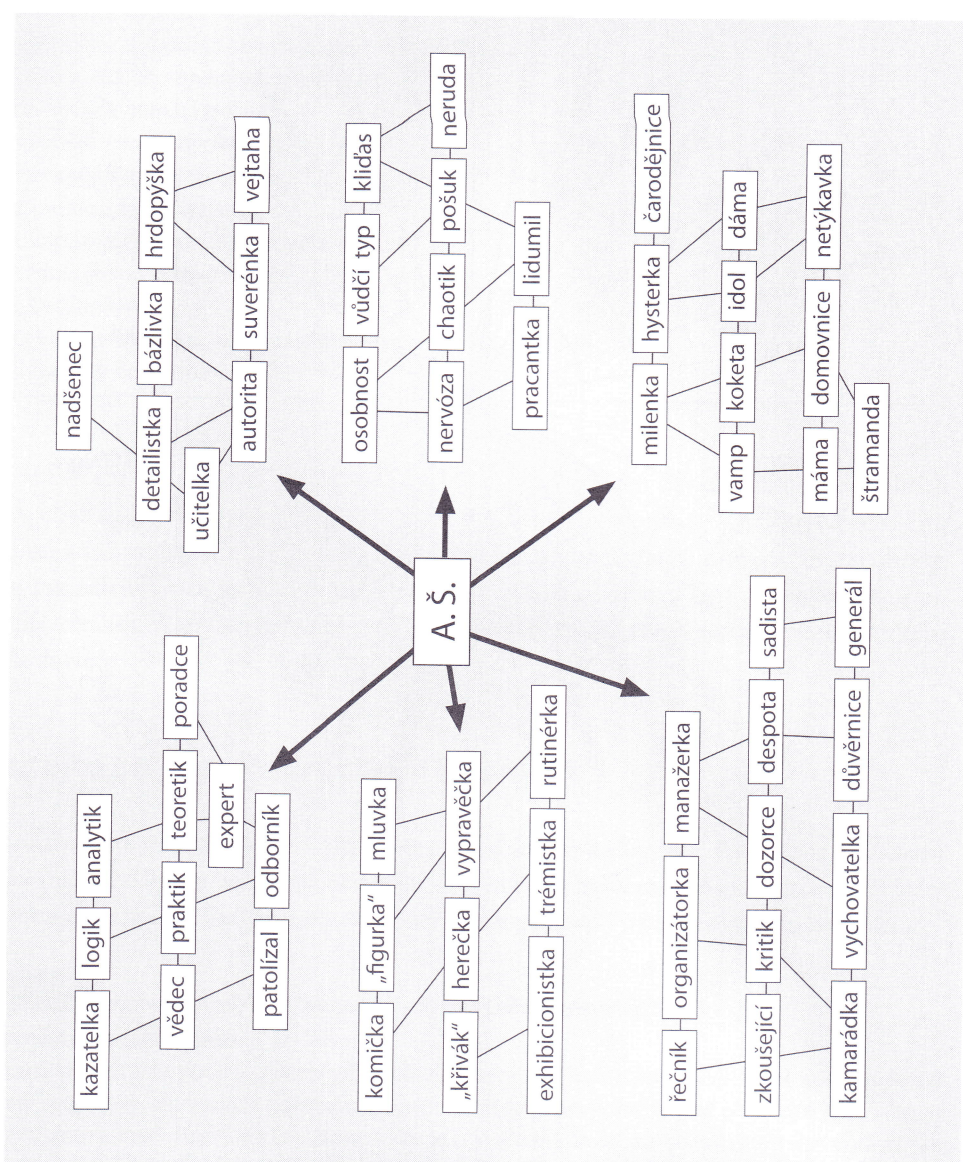 kazatelka logik analytik
vědec praktik teoretik poradce
expert
patolízal odborník
nadšenec
detailistka bázlivka hrdopýška
učitelka
autorita suverénka vejtaha
komička „figurka“ mluvka
„křivák“ herečka vypravěčka
exhibicionistka trémistka rutinérka
A. Š.
osobnost vůdčí typ kliďas
nervóza chaotik pošuk neruda
pracantka lidumil
řečník organizátorka manažerka
zkoušející kritik dozorce despota sadista
kamarádka vychovatelka důvěrnice generál
milenka hysterka čarodějnice
vamp koketa idol dáma
máma domovnice netýkavka
štramanda